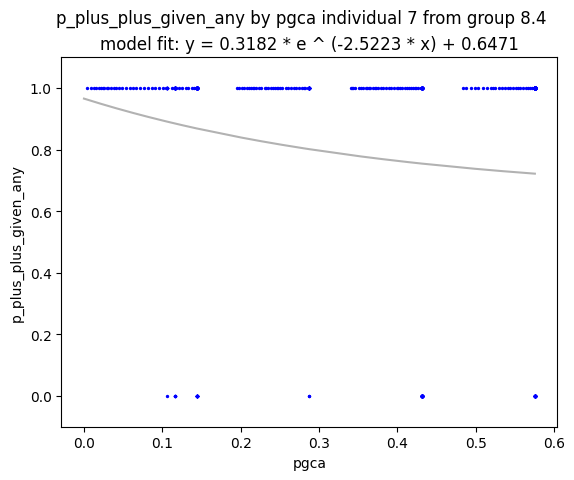 p_plus_plus_given_any by pgca individual 7 from group 8.4
model fit: y = 0.3182 * e ^ (-2.5223 * x) + 0.6471
1.0
0.8
0.6
0.4
0.2
0.0
p_plus_plus_given_any
0.0 0.1 0.2 0.3 0.4 0.5 0.6
pgca